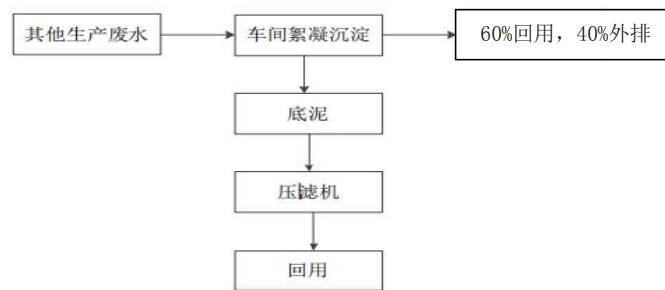 其他生产废水
车间絮凝沉淀
60%回用，40%外排
底泥
压滤机
回用